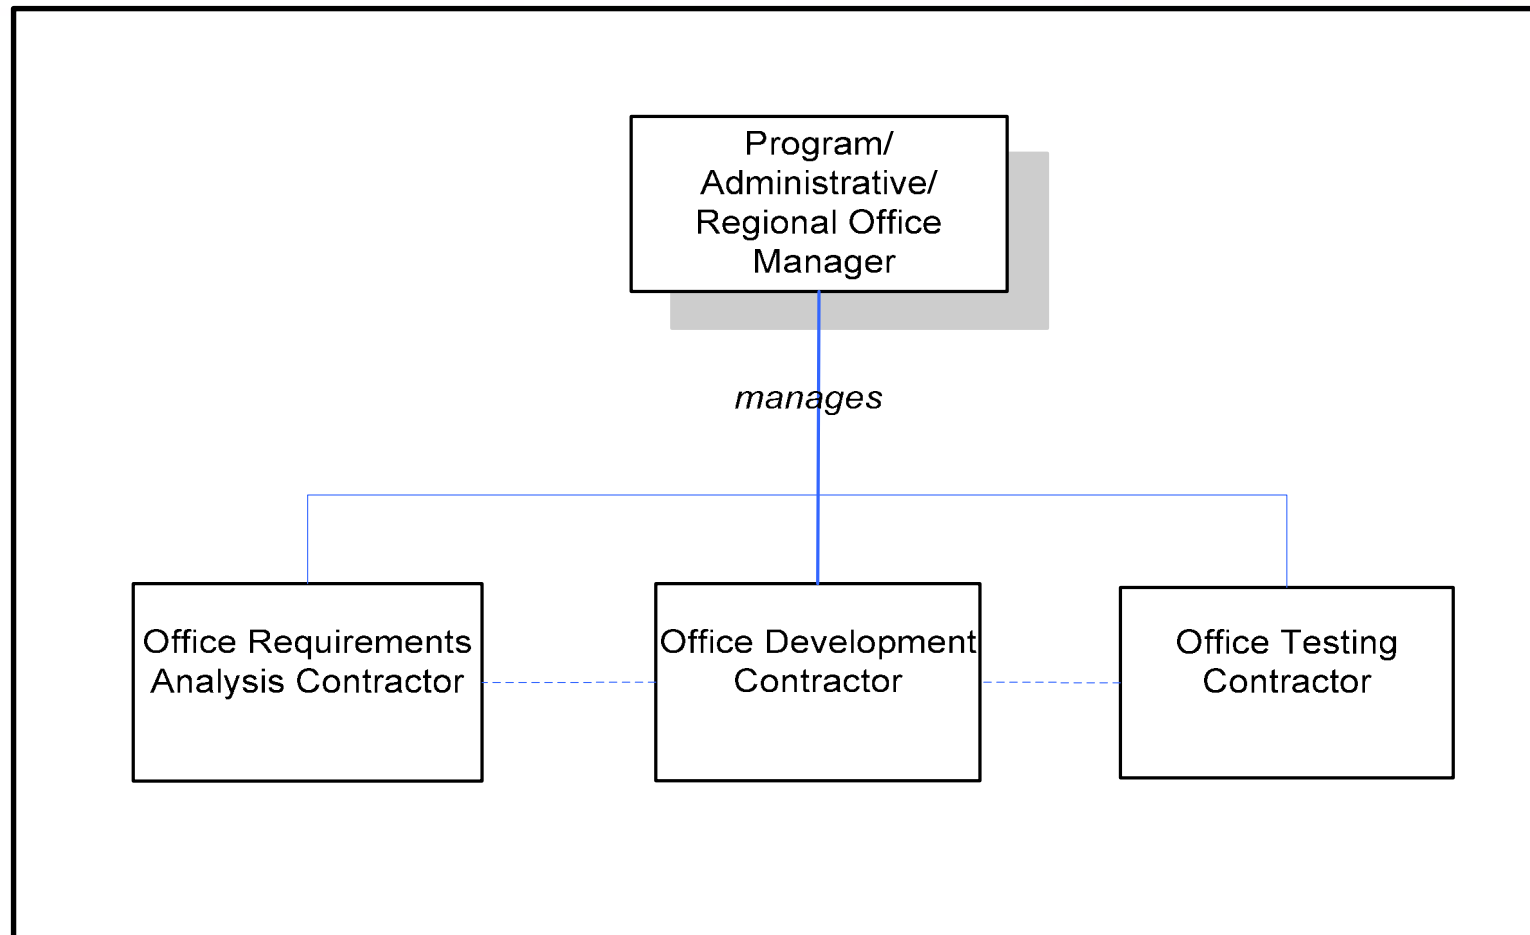 Program/
Administrative/
Regional Office
Manager
manages
Office Requirements
Analysis Contractor
Office Development
Contractor
Office Testing
Contractor